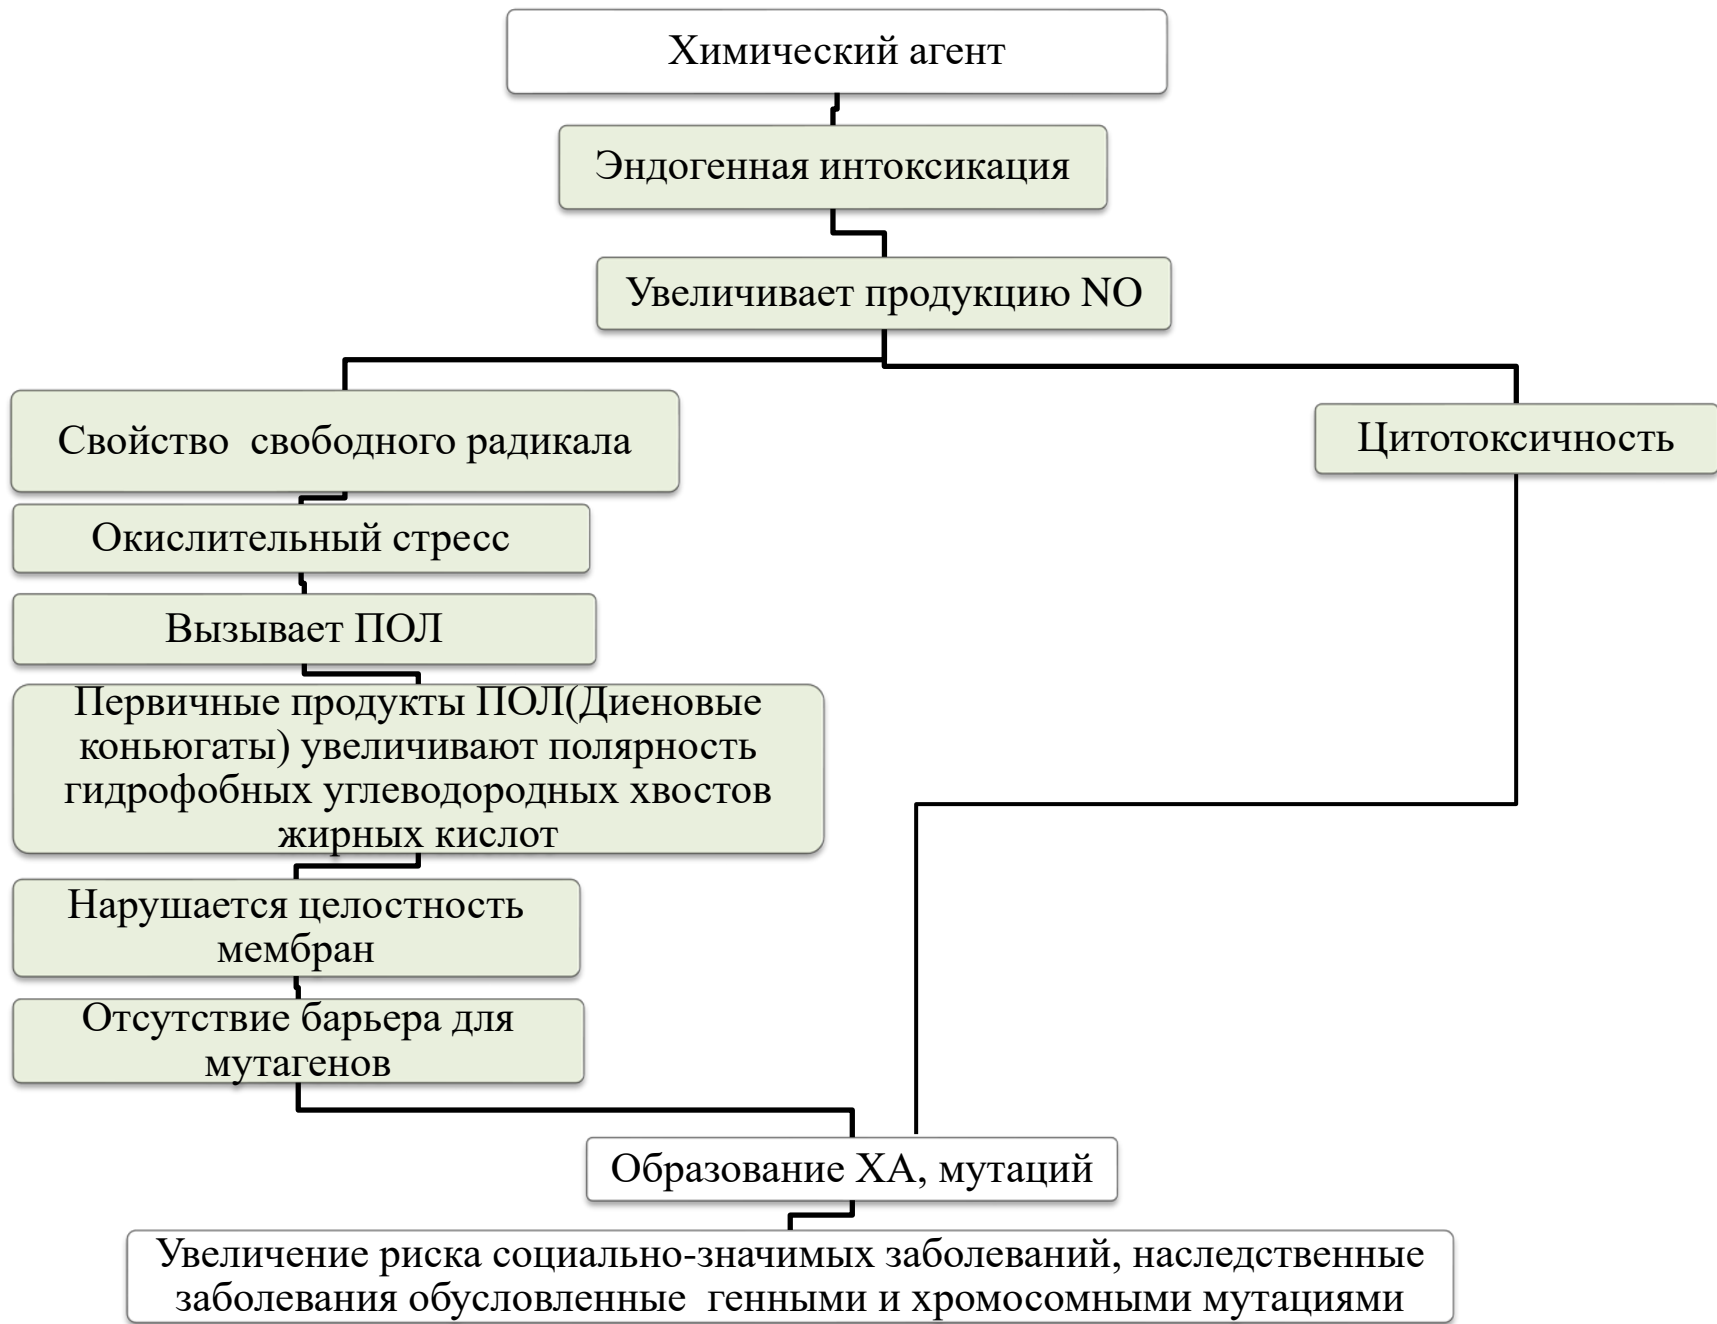 Химический агент
Эндогенная интоксикация
Увеличивает продукцию NO
Свойство свободного радикала
Цитотоксичность
Окислительный стресс
Вызывает ПОЛ
Первичные продукты ПОЛ(Диеновые
коньюгаты) увеличивают полярность
гидрофобных углеводородных хвостов
жирных кислот
Нарушается целостность
мембран
Отсутствие барьера для
мутагенов
Образование ХА, мутаций
Увеличение риска социально-значимых заболеваний, наследственные
заболевания обусловленные генными и хромосомными мутациями